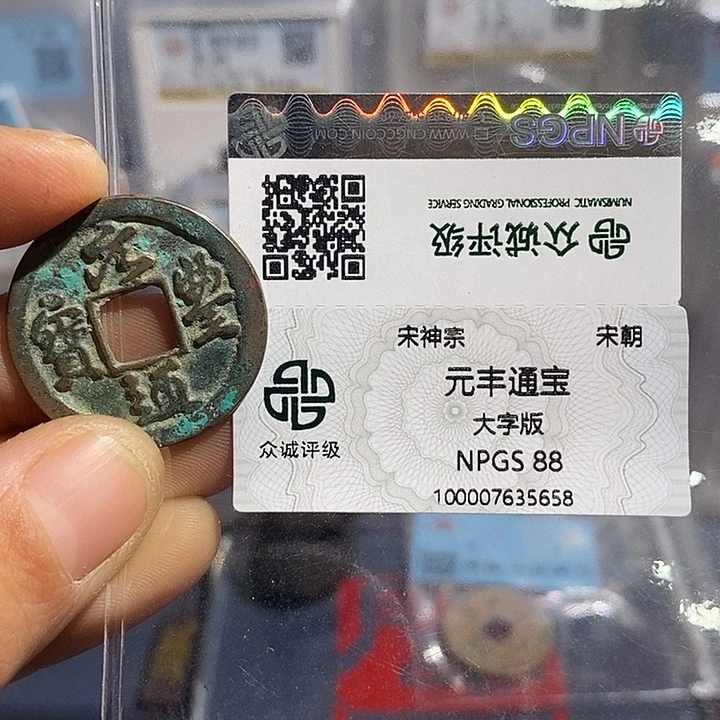 元豐通寶
NPGS
WWW.CNGCCOIN.COM
NUMISMATIC PROFESSIONAL GRADING SERVICE
众诚评级
宋神宗 宋朝
元丰通宝
大字版
NPGS 88
100007635658
众诚评级